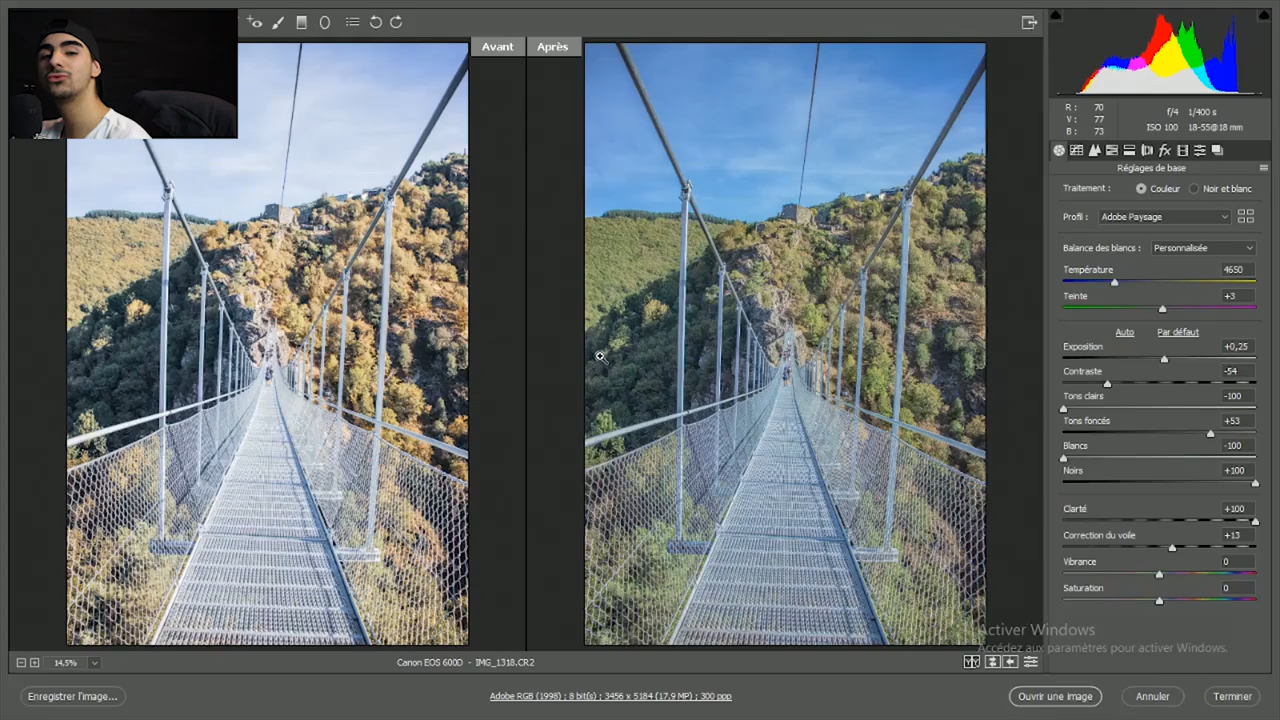 Avant
Après
R : 70
V : 77
B : 73
f/4 1/400 s
ISO 100 18-55@18 mm
Réglages de base
Traitement : Couleur Noir et blanc
Profil : Adobe Paysage
Balance des blancs : Personnalisée
Température 4650
Teinte +3
Auto Par défaut
Exposition +0,25
Contraste -54
Tons clairs -100
Tons foncés +53
Blancs -100
Noirs +100
Clarté +100
Correction du voile +13
Vibrance 0
Saturation 0
Activer Windows
Accédez aux paramètres pour activer Windows.
14,5%
Canon EOS 600D - IMG_1318.CR2
Enregistrer l'image...
Adobe RGB (1998) ; 8 bit(s) ; 3456 x 5184 (17,9 MP) ; 300 ppp
Ouvrir une image
Annuler
Terminer